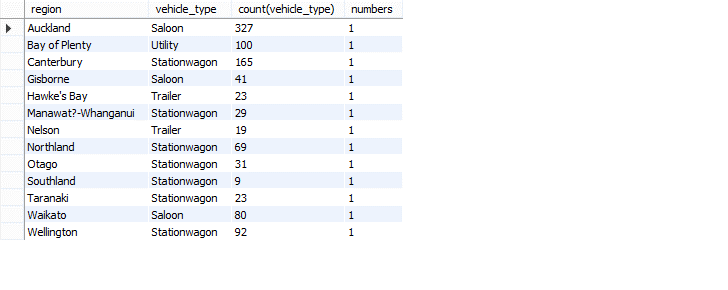 region vehicle_type count(vehicle_type) numbers
Auckland Saloon 327 1
Bay of Plenty Utility 100 1
Canterbury Stationwagon 165 1
Gisborne Saloon 41 1
Hawke's Bay Trailer 23 1
Manawat?-Whanganui Stationwagon 29 1
Nelson Trailer 19 1
Northland Stationwagon 69 1
Otago Stationwagon 31 1
Southland Stationwagon 9 1
Taranaki Stationwagon 23 1
Waikato Saloon 80 1
Wellington Stationwagon 92 1